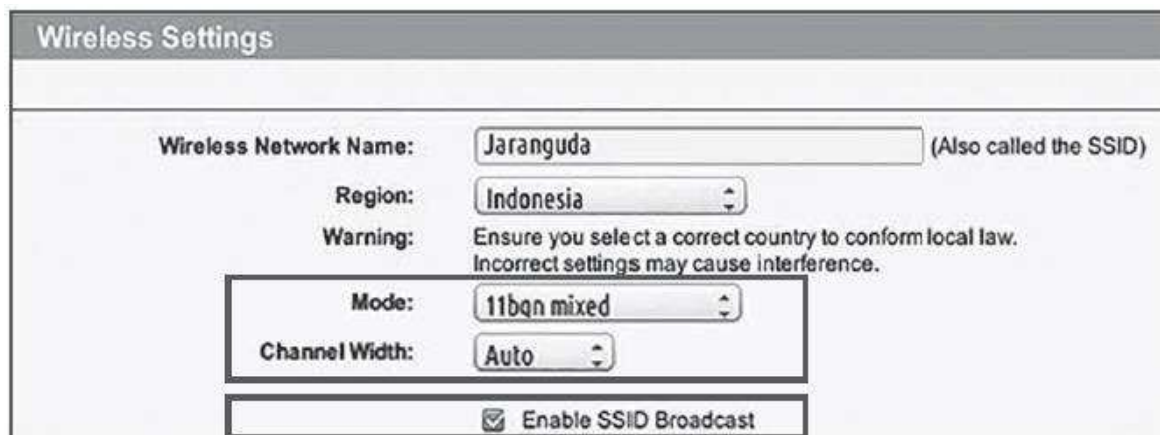 Wireless Settings
Wireless Network Name: Jaranguda (Also called the SSID)
Region: Indonesia
Warning: Ensure you select a correct country to conform local law.
Incorrect settings may cause interference.
Mode: 11bgn mixed
Channel Width: Auto
Enable SSID Broadcast